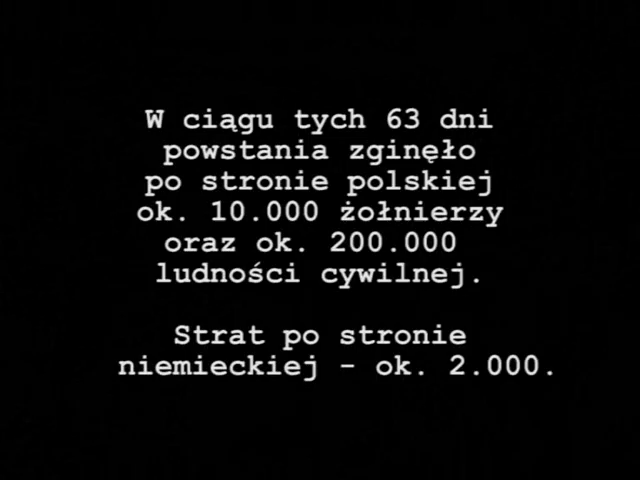 W ciągu tych 63 dni
powstania zginęło
po stronie polskiej
ok. 10.000 żołnierzy
oraz ok. 200.000
ludności cywilnej.
Strat po stronie
niemieckiej - ok. 2.000.